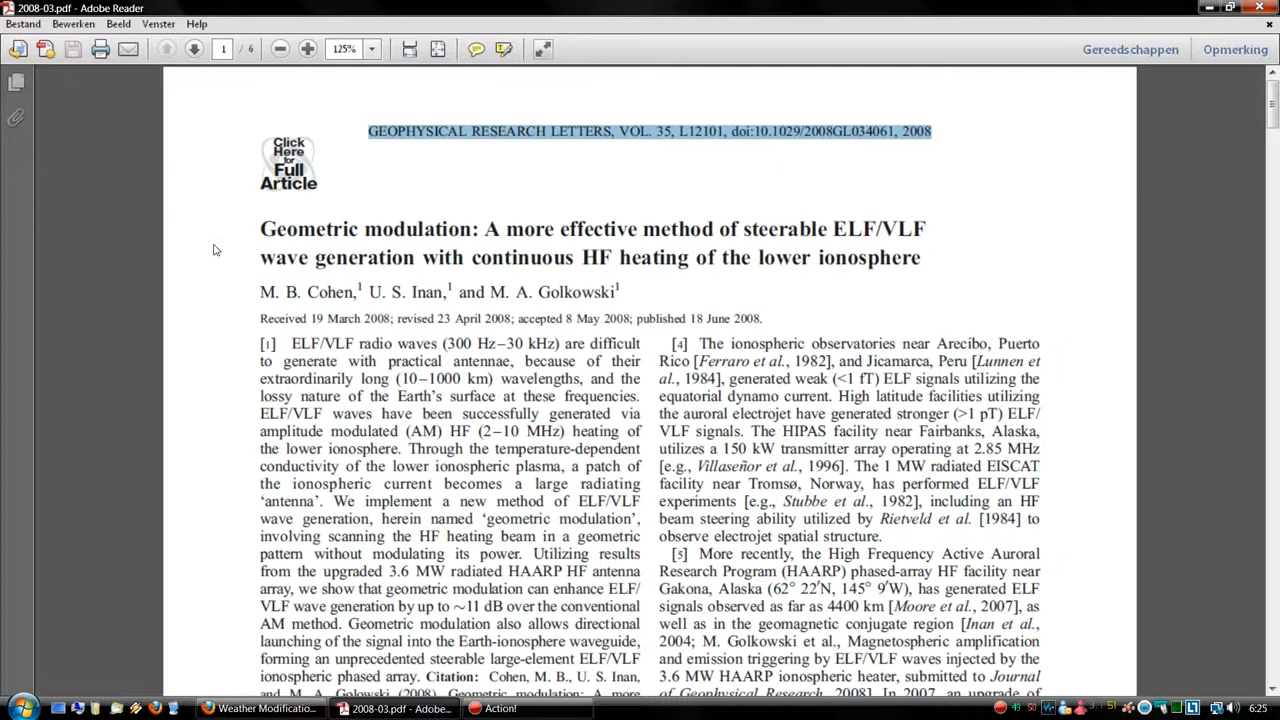 2008-03.pdf - Adobe Reader
Bestand Bewerken Beeld Venster Help
1 / 6 125% Gereedschappen Opmerking
GEOPHYSICAL RESEARCH LETTERS, VOL. 35, L12101, doi:10.1029/2008GL034061, 2008
Click
Here
for
Full
Article
Geometric modulation: A more effective method of steerable ELF/VLF
wave generation with continuous HF heating of the lower ionosphere
M. B. Cohen,1 U. S. Inan,1 and M. A. Golkowski1
Received 19 March 2008; revised 23 April 2008; accepted 8 May 2008; published 18 June 2008.
[1] ELF/VLF radio waves (300 Hz–30 kHz) are difficult
to generate with practical antennae, because of their
extraordinarily long (10–1000 km) wavelengths, and the
lossy nature of the Earth's surface at these frequencies.
ELF/VLF waves have been successfully generated via
amplitude modulated (AM) HF (2–10 MHz) heating of
the lower ionosphere. Through the temperature-dependent
conductivity of the lower ionospheric plasma, a patch of
the ionospheric current becomes a large radiating
'antenna'. We implement a new method of ELF/VLF
wave generation, herein named 'geometric modulation',
involving scanning the HF heating beam in a geometric
pattern without modulating its power. Utilizing results
from the upgraded 3.6 MW radiated HAARP HF antenna
array, we show that geometric modulation can enhance ELF/
VLF wave generation by up to ~11 dB over the conventional
AM method. Geometric modulation also allows directional
launching of the signal into the Earth-ionosphere waveguide,
forming an unprecedented steerable large-element ELF/VLF
ionospheric phased array. Citation: Cohen, M. B., U. S. Inan,
and M. A. Golowski (2008), Geometric modulation: A more
[4] The ionospheric observatories near Arecibo, Puerto
Rico [Ferraro et al., 1982], and Jicamarca, Peru [Lunnen et
al., 1984], generated weak (<1 fT) ELF signals utilizing the
equatorial dynamo current. High latitude facilities utilizing
the auroral electrojet have generated stronger (>1 pT) ELF/
VLF signals. The HIPAS facility near Fairbanks, Alaska,
utilizes a 150 kW transmitter array operating at 2.85 MHz
[e.g., Villaseñor et al., 1996]. The 1 MW radiated EISCAT
facility near Tromsø, Norway, has performed ELF/VLF
experiments [e.g., Stubbe et al., 1982], including an HF
beam steering ability utilized by Rietveld et al. [1984] to
observe electrojet spatial structure.
[5] More recently, the High Frequency Active Auroral
Research Program (HAARP) phased-array HF facility near
Gakona, Alaska (62° 22′N, 145° 9′W), has generated ELF
signals observed as far as 4400 km [Moore et al., 2007], as
well as in the geomagnetic conjugate region [Inan et al.,
2004; M. Golkowski et al., Magnetospheric amplification
and emission triggering by ELF/VLF waves injected by the
3.6 MW HAARP ionospheric heater, submitted to Journal
of Geophysical Research, 2008]. In 2007, an upgrade of
Weather Modificatio... 2008-03.pdf - Adob... Action! 6:25